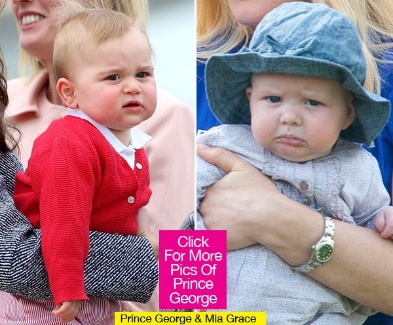 Click
For More
Pics Of
Prince
George
Prince George & Mia Grace